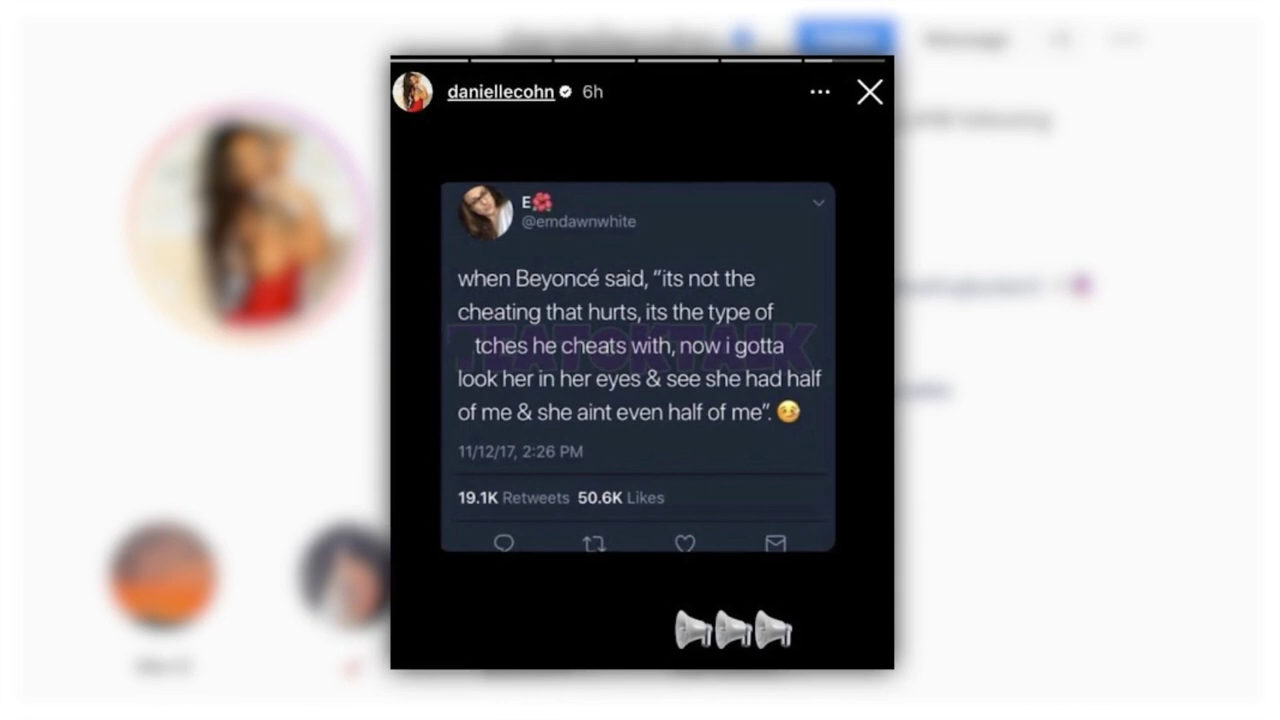 daniellecohn 6h
E
@emdawnwhite
when Beyoncé said, “its not the
cheating that hurts, its the type of
tches he cheats with, now i gotta
look her in her eyes & see she had half
of me & she aint even half of me”. 🤕
11/12/17, 2:26 PM
19.1K Retweets 50.6K Likes
TEATOKTALK